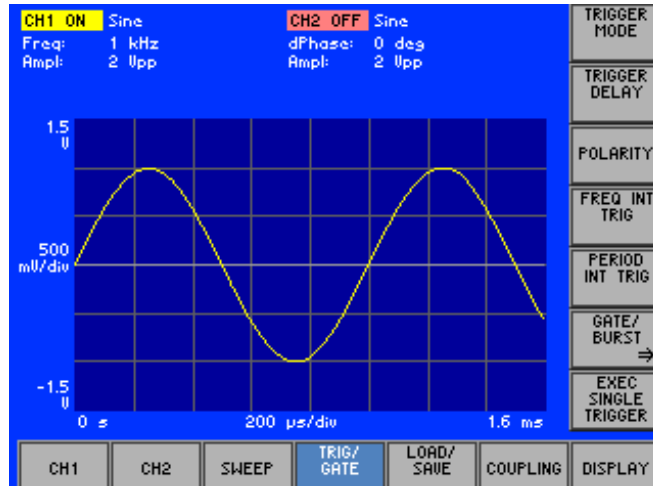 CH1 ON Sine
Freq: 1 kHz
Ampl: 2 Vpp
CH2 OFF Sine
dPhase: 0 deg
Ampl: 2 Vpp
1.5
V
500
mV/div
-1.5
V
0 s
200 µs/div
1.6 ms
TRIGGER
MODE
TRIGGER
DELAY
POLARITY
FREQ INT
TRIG
PERIOD
INT TRIG
GATE/
BURST
⇒
EXEC
SINGLE
TRIGGER
CH1
CH2
SWEEP
TRIG/
GATE
LOAD/
SAVE
COUPLING
DISPLAY